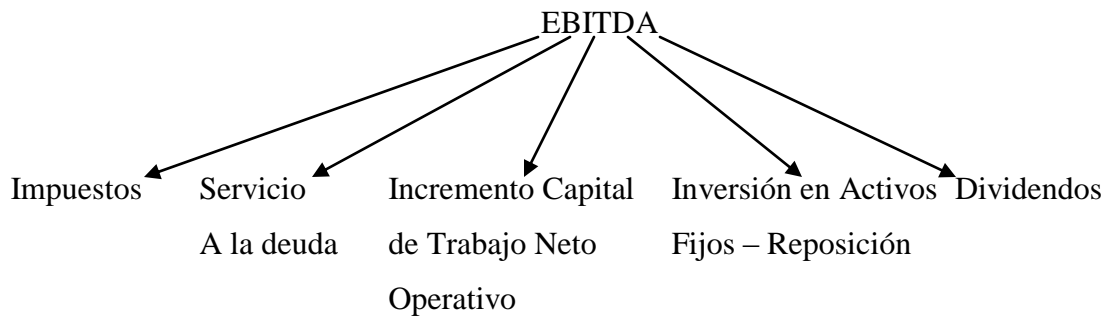 EBITDA
Impuestos
Servicio
A la deuda
Incremento Capital
de Trabajo Neto
Operativo
Inversión en Activos
Fijos – Reposición
Dividendos